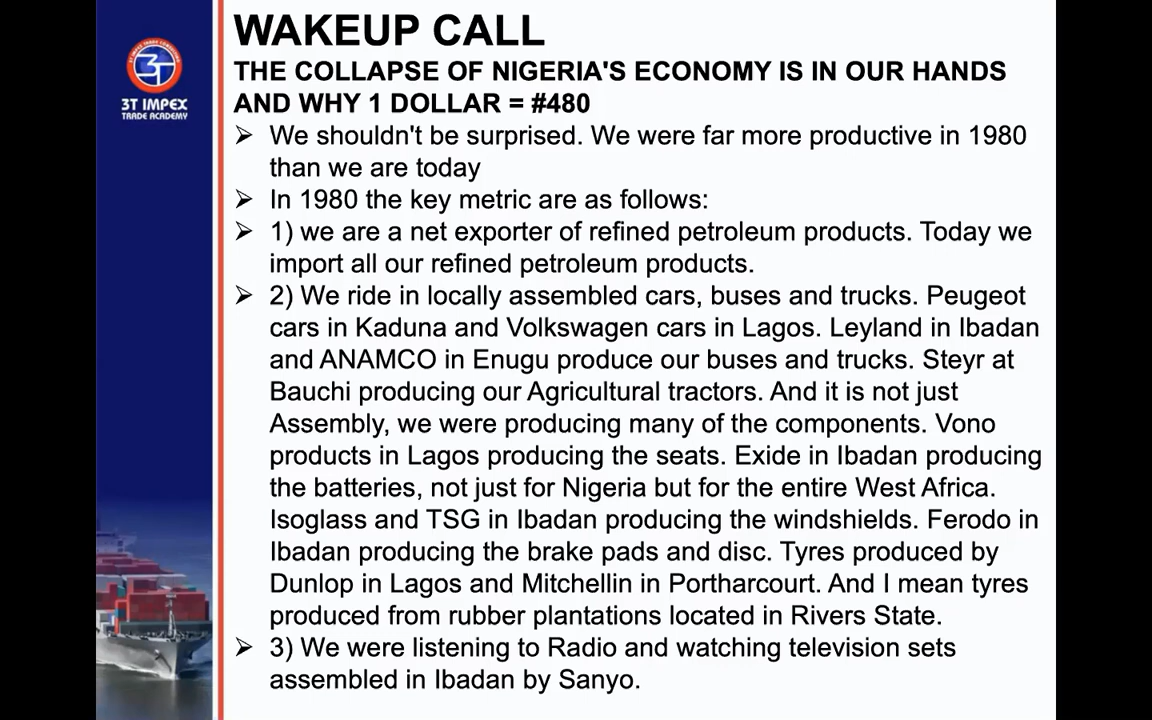 WAKEUP CALL
THE COLLAPSE OF NIGERIA'S ECONOMY IS IN OUR HANDS
AND WHY 1 DOLLAR = #480
➢ We shouldn't be surprised. We were far more productive in 1980
than we are today
➢ In 1980 the key metric are as follows:
➢ 1) we are a net exporter of refined petroleum products. Today we
import all our refined petroleum products.
➢ 2) We ride in locally assembled cars, buses and trucks. Peugeot
cars in Kaduna and Volkswagen cars in Lagos. Leyland in Ibadan
and ANAMCO in Enugu produce our buses and trucks. Steyr at
Bauchi producing our Agricultural tractors. And it is not just
Assembly, we were producing many of the components. Vono
products in Lagos producing the seats. Exide in Ibadan producing
the batteries, not just for Nigeria but for the entire West Africa.
Isoglass and TSG in Ibadan producing the windshields. Ferodo in
Ibadan producing the brake pads and disc. Tyres produced by
Dunlop in Lagos and Mitchellin in Portharcourt. And I mean tyres
produced from rubber plantations located in Rivers State.
➢ 3) We were listening to Radio and watching television sets
assembled in Ibadan by Sanyo.
3T
3T IMPEX
TRADE ACADEMY